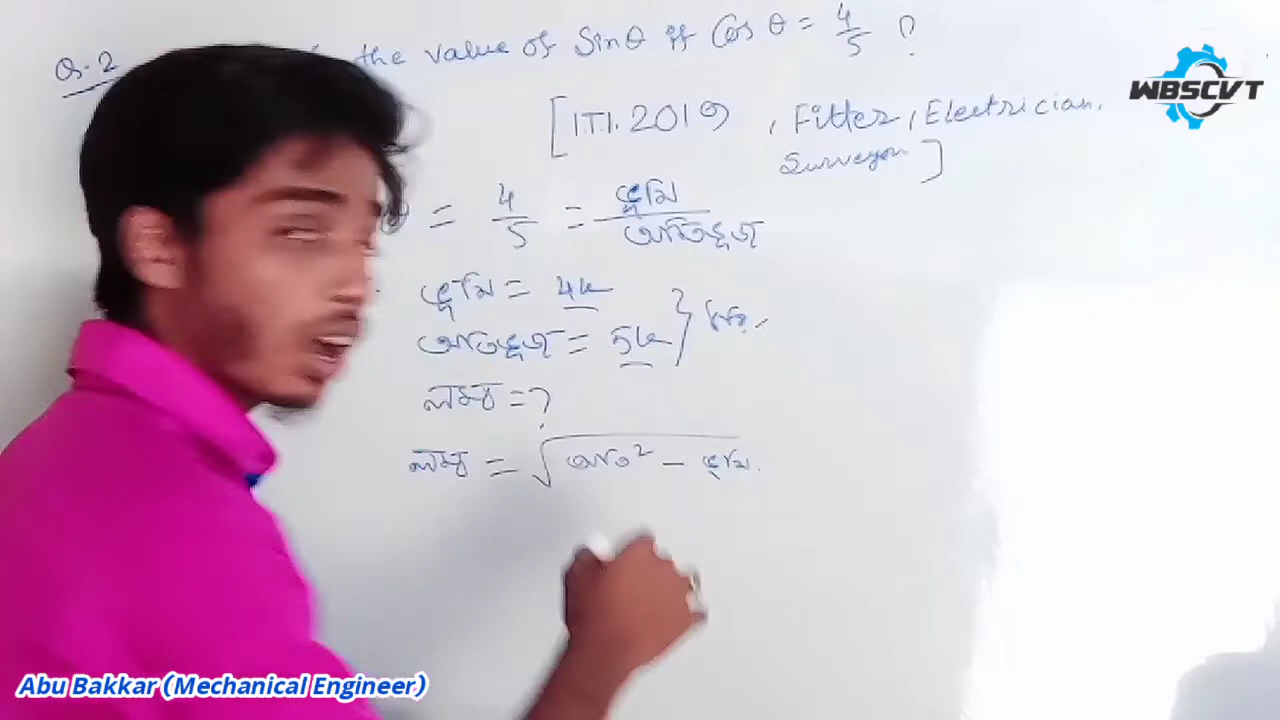 Q.2 the value of Sinθ if Cos θ = 4/5 ?
WBSCVT
[I.T.I. 2019, Fitter, Electrician,
Surveyor]
θ = 4/5 = ভূমি/অতিভূজ
ভূমি = 4k
অতিভূজ = 5k }
লম্ব = ?
লম্ব = √অতি² - ভূমি
Abu Bakkar (Mechanical Engineer)